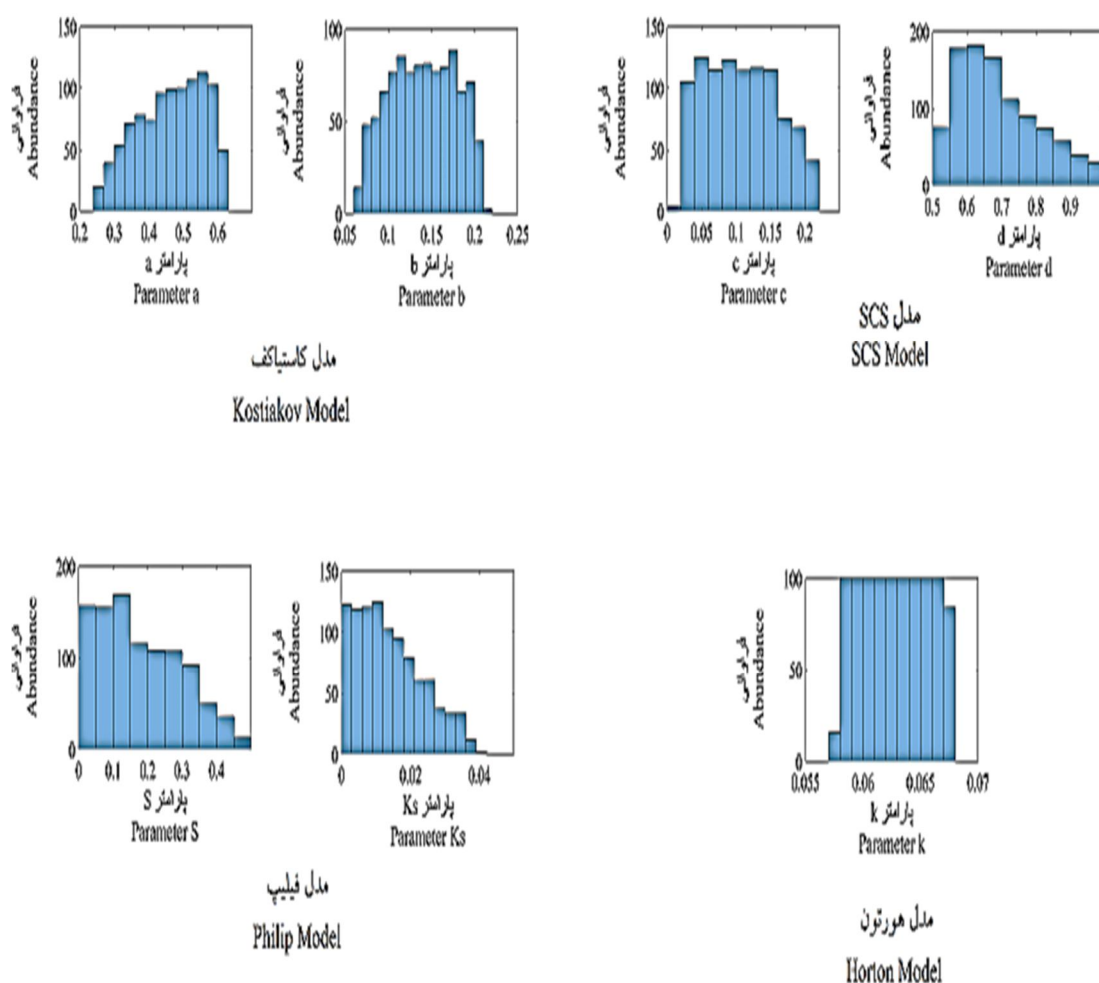 150
100
50
0
فراوانی
Abundance
0.2 0.3 0.4 0.5 0.6
پارامتر a
Parameter a
100
50
0
0.05 0.1 0.15 0.2 0.25
پارامتر b
Parameter b
مدل کاستیاکف
Kostiakov Model
150
100
50
0
فراوانی
Abundance
0 0.05 0.1 0.15 0.2
پارامتر c
Parameter c
200
100
0
فراوانی
Abundance
0.5 0.6 0.7 0.8 0.9
پارامتر d
Parameter d
مدل SCS
SCS Model
200
100
0
فراوانی
Abundance
0 0.1 0.2 0.3 0.4
پارامتر S
Parameter S
150
100
50
0
فراوانی
Abundance
0 0.02 0.04
پارامتر Ks
Parameter Ks
مدل فیلیپ
Philip Model
100
50
0
فراوانی
Abundance
0.055 0.06 0.065 0.07
پارامتر k
Parameter k
مدل هورتون
Horton Model